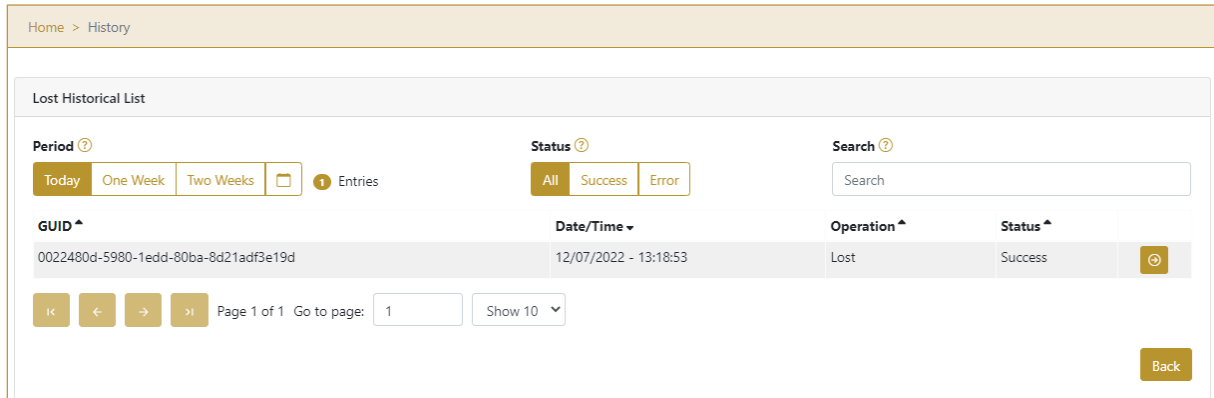 Home > History
Lost Historical List
Period ? Status ? Search ?
Today One Week Two Weeks 1 Entries All Success Error Search
GUID Date/Time Operation Status
0022480d-5980-1edd-80ba-8d21adf3e19d 12/07/2022 - 13:18:53 Lost Success
Page 1 of 1 Go to page: 1 Show 10
Back